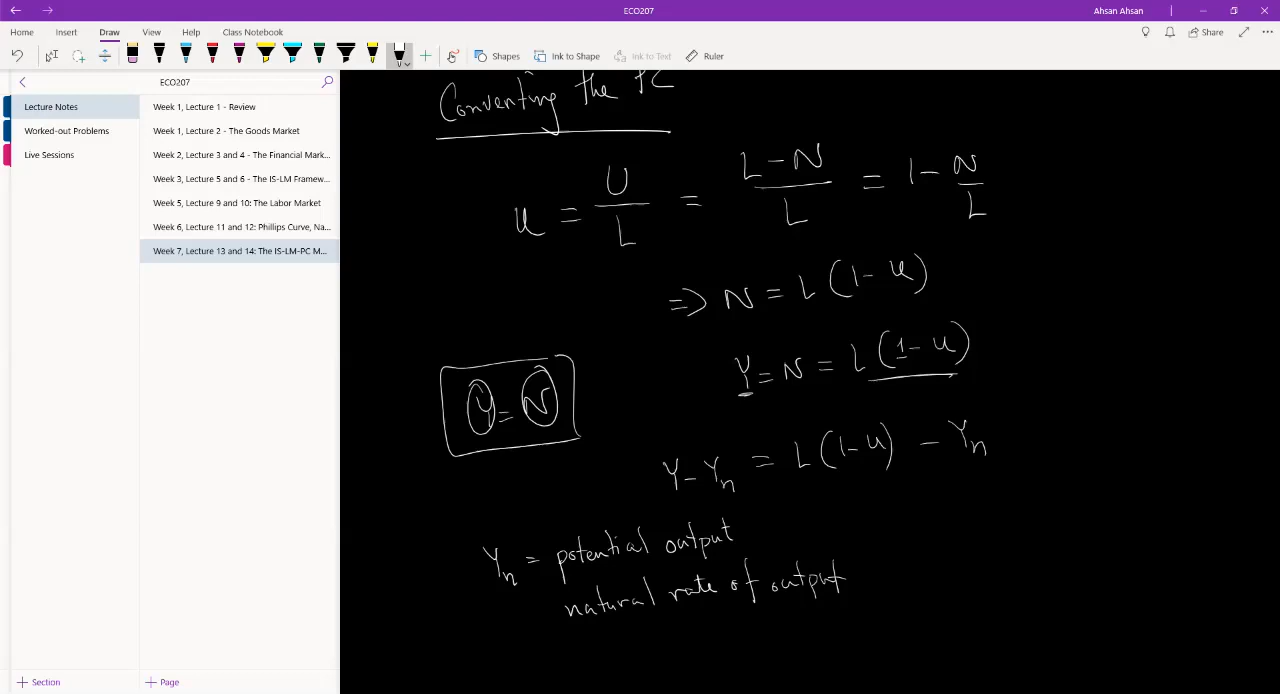 ECO207
Ahsan Ahsan
Home Insert Draw View Help Class Notebook
Share
Shapes Ink to Shape Ink to Text Ruler
ECO207
Lecture Notes
Worked-out Problems
Live Sessions
Week 1, Lecture 1 - Review
Week 1, Lecture 2 - The Goods Market
Week 2, Lecture 3 and 4 - The Financial Mark...
Week 3, Lecture 5 and 6 - The IS-LM Framew...
Week 5, Lecture 9 and 10: The Labor Market
Week 6, Lecture 11 and 12: Phillips Curve, Na...
Week 7, Lecture 13 and 14: The IS-LM-PC M...
Converting the PC
u = U/L = (L - N)/L = 1 - N/L
=> N = L(1 - u)
Y = N = L(1 - u)
Y = N
Y - Yn = L(1 - u) - Yn
Yn = potential output
natural rate of output
+ Section
+ Page